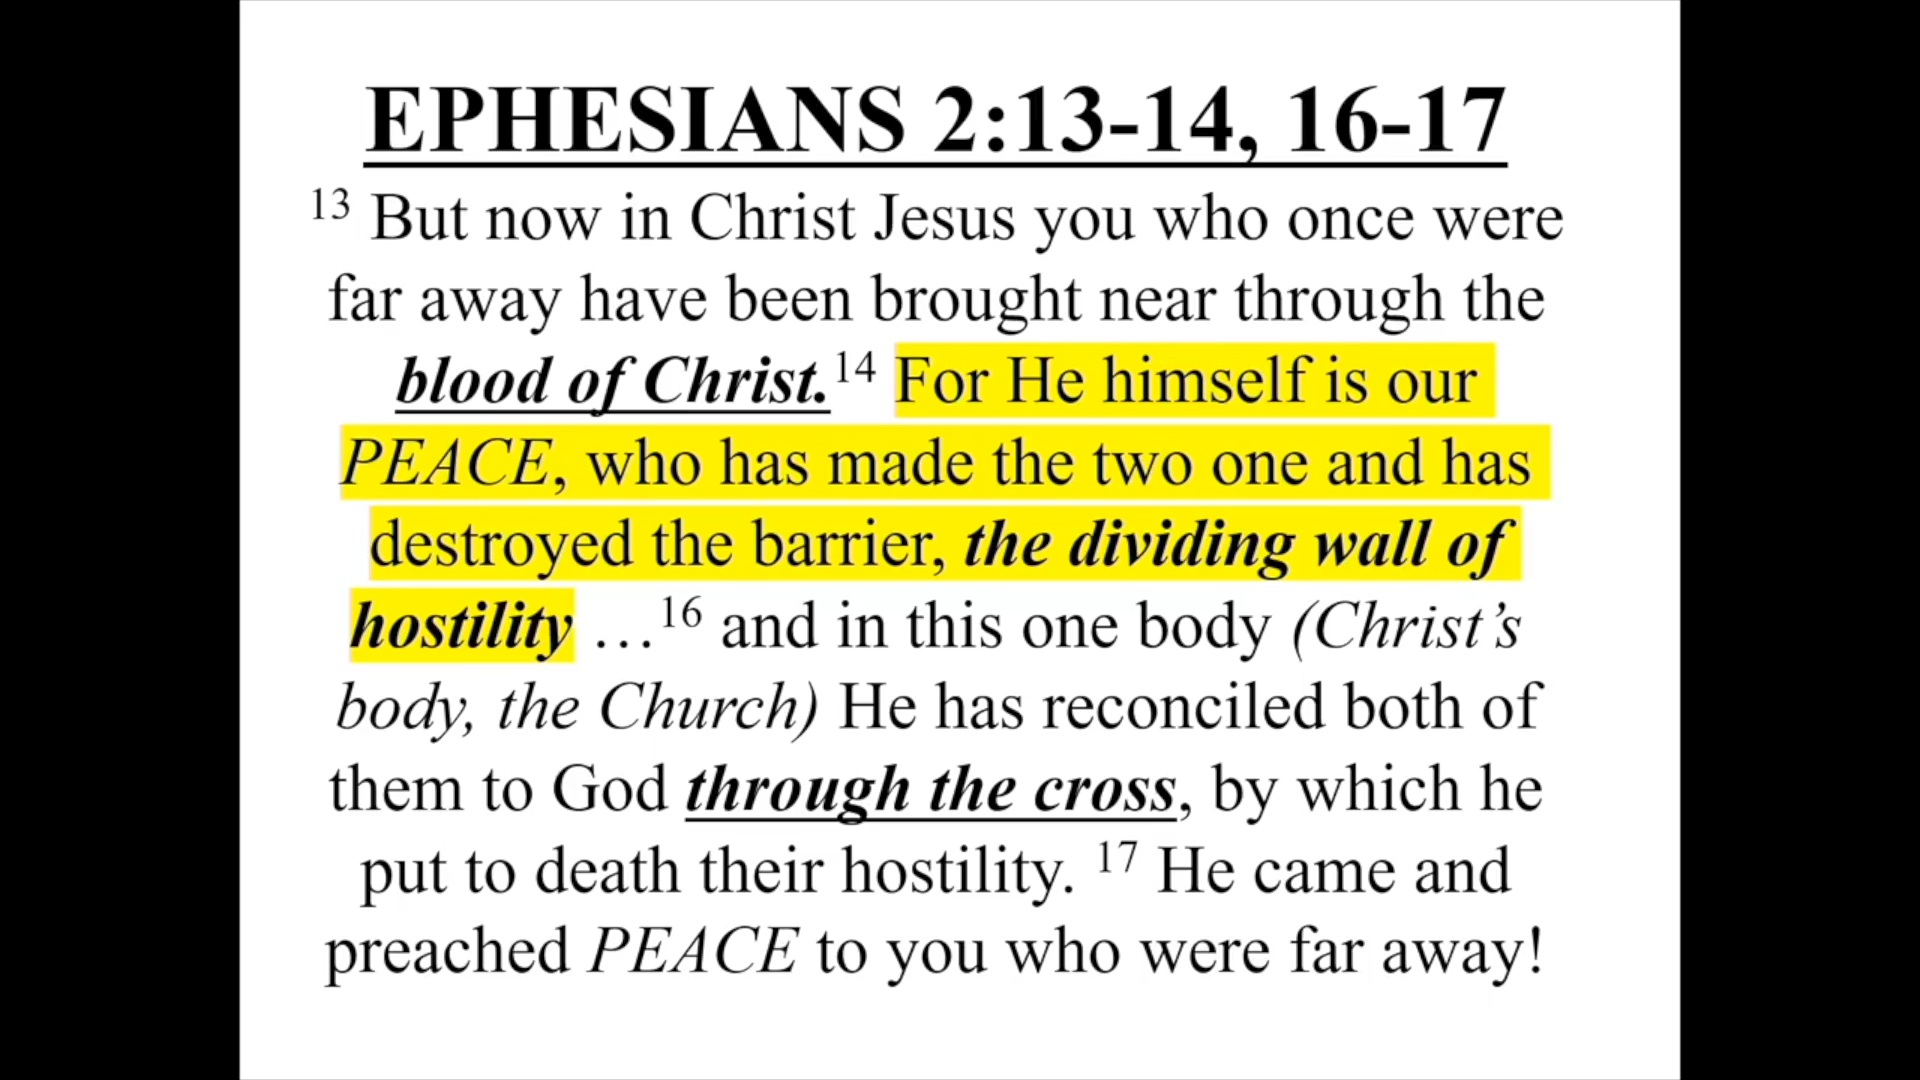 EPHESIANS 2:13-14, 16-17
13 But now in Christ Jesus you who once were
far away have been brought near through the
blood of Christ.14 For He himself is our
PEACE, who has made the two one and has
destroyed the barrier, the dividing wall of
hostility …16 and in this one body (Christ’s
body, the Church) He has reconciled both of
them to God through the cross, by which he
put to death their hostility. 17 He came and
preached PEACE to you who were far away!